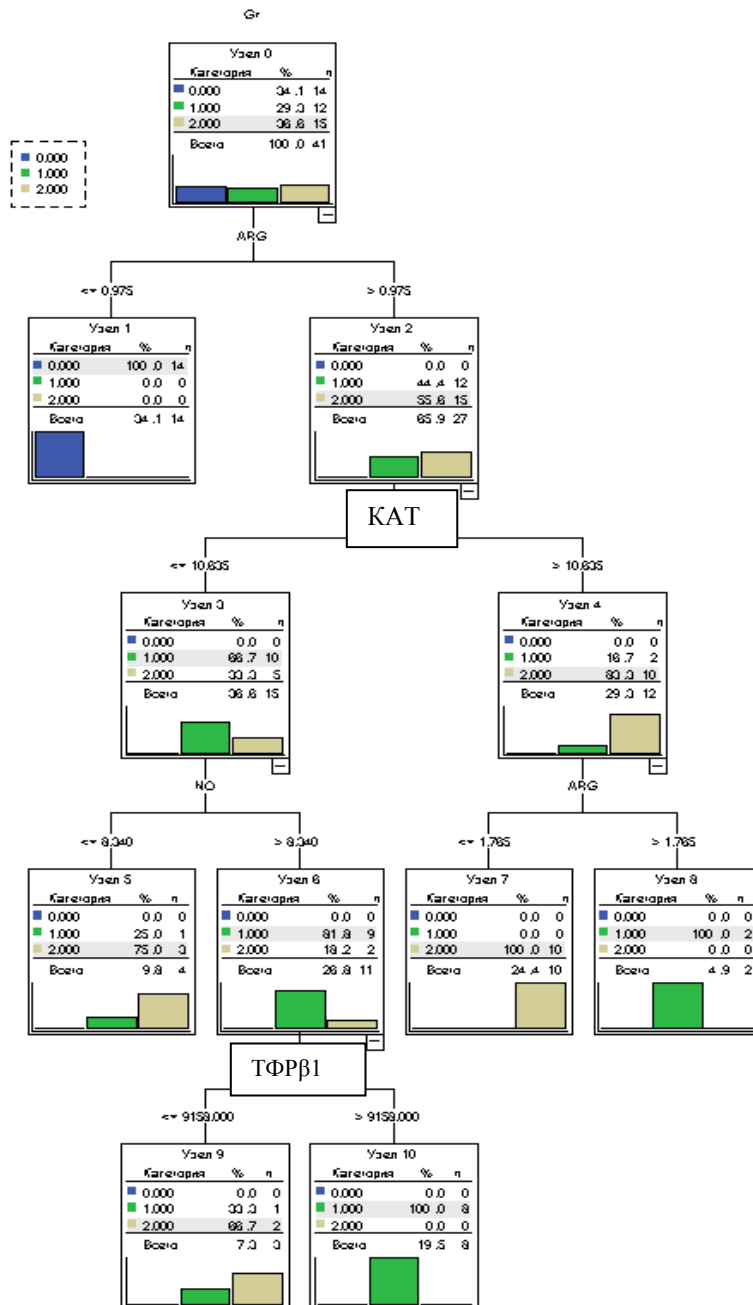 Gr
Узел 0
Категория % n
0.000 34.1 14
1.000 29.3 12
2.000 36.6 15
Всего 100.0 41
0.000
1.000
2.000
ARG
<= 0.975
> 0.975
Узел 1
Категория % n
0.000 100.0 14
1.000 0.0 0
2.000 0.0 0
Всего 34.1 14
Узел 2
Категория % n
0.000 0.0 0
1.000 44.4 12
2.000 55.6 15
Всего 65.9 27
КАТ
<= 10.635
> 10.635
Узел 3
Категория % n
0.000 0.0 0
1.000 66.7 10
2.000 33.3 5
Всего 36.6 15
Узел 4
Категория % n
0.000 0.0 0
1.000 16.7 2
2.000 83.3 10
Всего 29.3 12
NO
ARG
<= 8.340
> 8.340
<= 1.765
> 1.765
Узел 5
Категория % n
0.000 0.0 0
1.000 25.0 1
2.000 75.0 3
Всего 9.8 4
Узел 6
Категория % n
0.000 0.0 0
1.000 81.8 9
2.000 18.2 2
Всего 26.8 11
Узел 7
Категория % n
0.000 0.0 0
1.000 0.0 0
2.000 100.0 10
Всего 24.4 10
Узел 8
Категория % n
0.000 0.0 0
1.000 100.0 2
2.000 0.0 0
Всего 4.9 2
ТФРβ1
<= 9158.000
> 9158.000
Узел 9
Категория % n
0.000 0.0 0
1.000 33.3 1
2.000 66.7 2
Всего 7.3 3
Узел 10
Категория % n
0.000 0.0 0
1.000 100.0 8
2.000 0.0 0
Всего 19.5 8